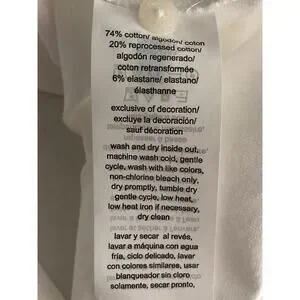 74% cotton/ algodón/ coton
20% reprocessed cotton/
algodón regenerado/
coton retransformée
6% elastane/ elastano/
élasthanne
exclusive of decoration/
excluye la decoración/
sauf décoration
wash and dry inside out,
machine wash cold, gentle
cycle, wash with like colors,
non-chlorine bleach only,
dry promptly, tumble dry
gentle cycle, low heat,
low heat iron if necessary,
dry clean
lavar y secar al revés,
lavar a máquina con agua
fría, ciclo delicado, lavar
con colores similaree, usar
blanqueador sin cloro
solamente, secar pronto,